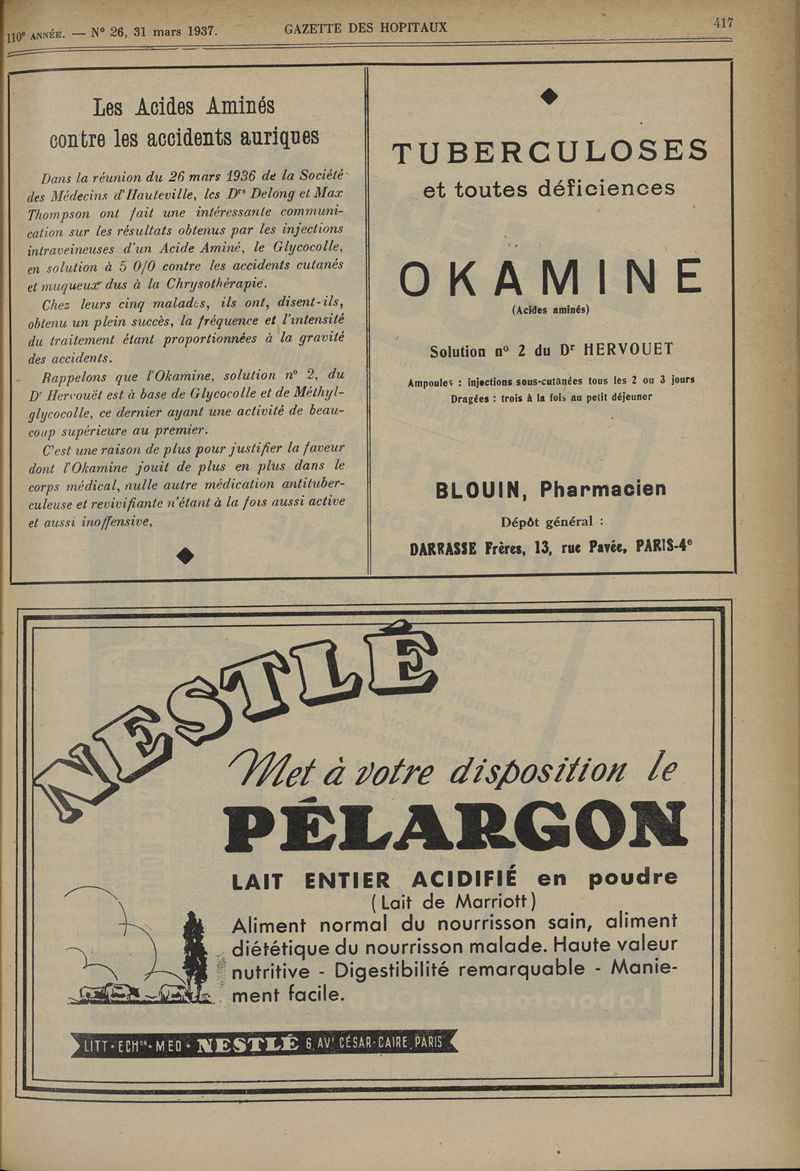 110e ANNÉE. — N° 26, 31 mars 1937.
GAZETTE DES HOPITAUX
417
Les Acides Aminés
contre les accidents auriques
Dans la réunion du 26 mars 1936 de la Société
des Médecins d'Hauteville, les Drs Delong et Max
Thompson ont fait une intéressante communi-
cation sur les résultats obtenus par les injections
intraveineuses d'un Acide Aminé, le Glycocolle,
en solution à 5 0/0 contre les accidents cutanés
et muqueux dus à la Chrysothérapie.
Chez leurs cinq malades, ils ont, disent-ils,
obtenu un plein succès, la fréquence et l'intensité
du traitement étant proportionnées à la gravité
des accidents.
Rappelons que l'Okamine, solution n° 2, du
Dr Hervouët est à base de Glycocolle et de Méthyl-
glycocolle, ce dernier ayant une activité de beau-
coup supérieure au premier.
C'est une raison de plus pour justifier la faveur
dont l'Okamine jouit de plus en plus dans le
corps médical, nulle autre médication antituber-
culeuse et revivifiante n'étant à la fois aussi active
et aussi inoffensive,
TUBERCULOSES
et toutes déficiences
OKAMINE
(Acides aminés)
Solution n° 2 du Dr HERVOUET
Ampoules : injections sous-cutanées tous les 2 ou 3 jours
Dragées : trois à la fois au petit déjeuner
BLOUIN, Pharmacien
Dépôt général :
DARRASSE Frères, 13, rue Pavée, PARIS-4e
NESTLÉ
Met à votre disposition le
PÉLARGON
LAIT ENTIER ACIDIFIÉ en poudre
(Lait de Marriott)
Aliment normal du nourrisson sain, aliment
diététique du nourrisson malade. Haute valeur
nutritive - Digestibilité remarquable - Manie-
ment facile.
LITT·ECHon·MED· NESTLÉ 6, AVe CÉSAR-CAIRE, PARIS